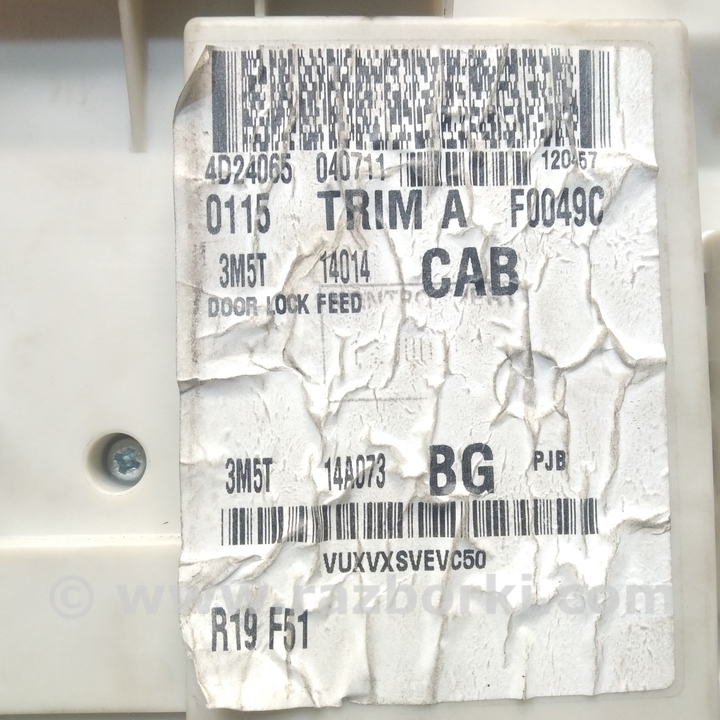 4D24065 040711 120457
0115 TRIM A F0049C
3M5T 14014 CAB
DOOR LOCK FEED
3M5T 14A073 BG PJB
VUXVXSVEVC50
© www.razborki.com
R19 F51